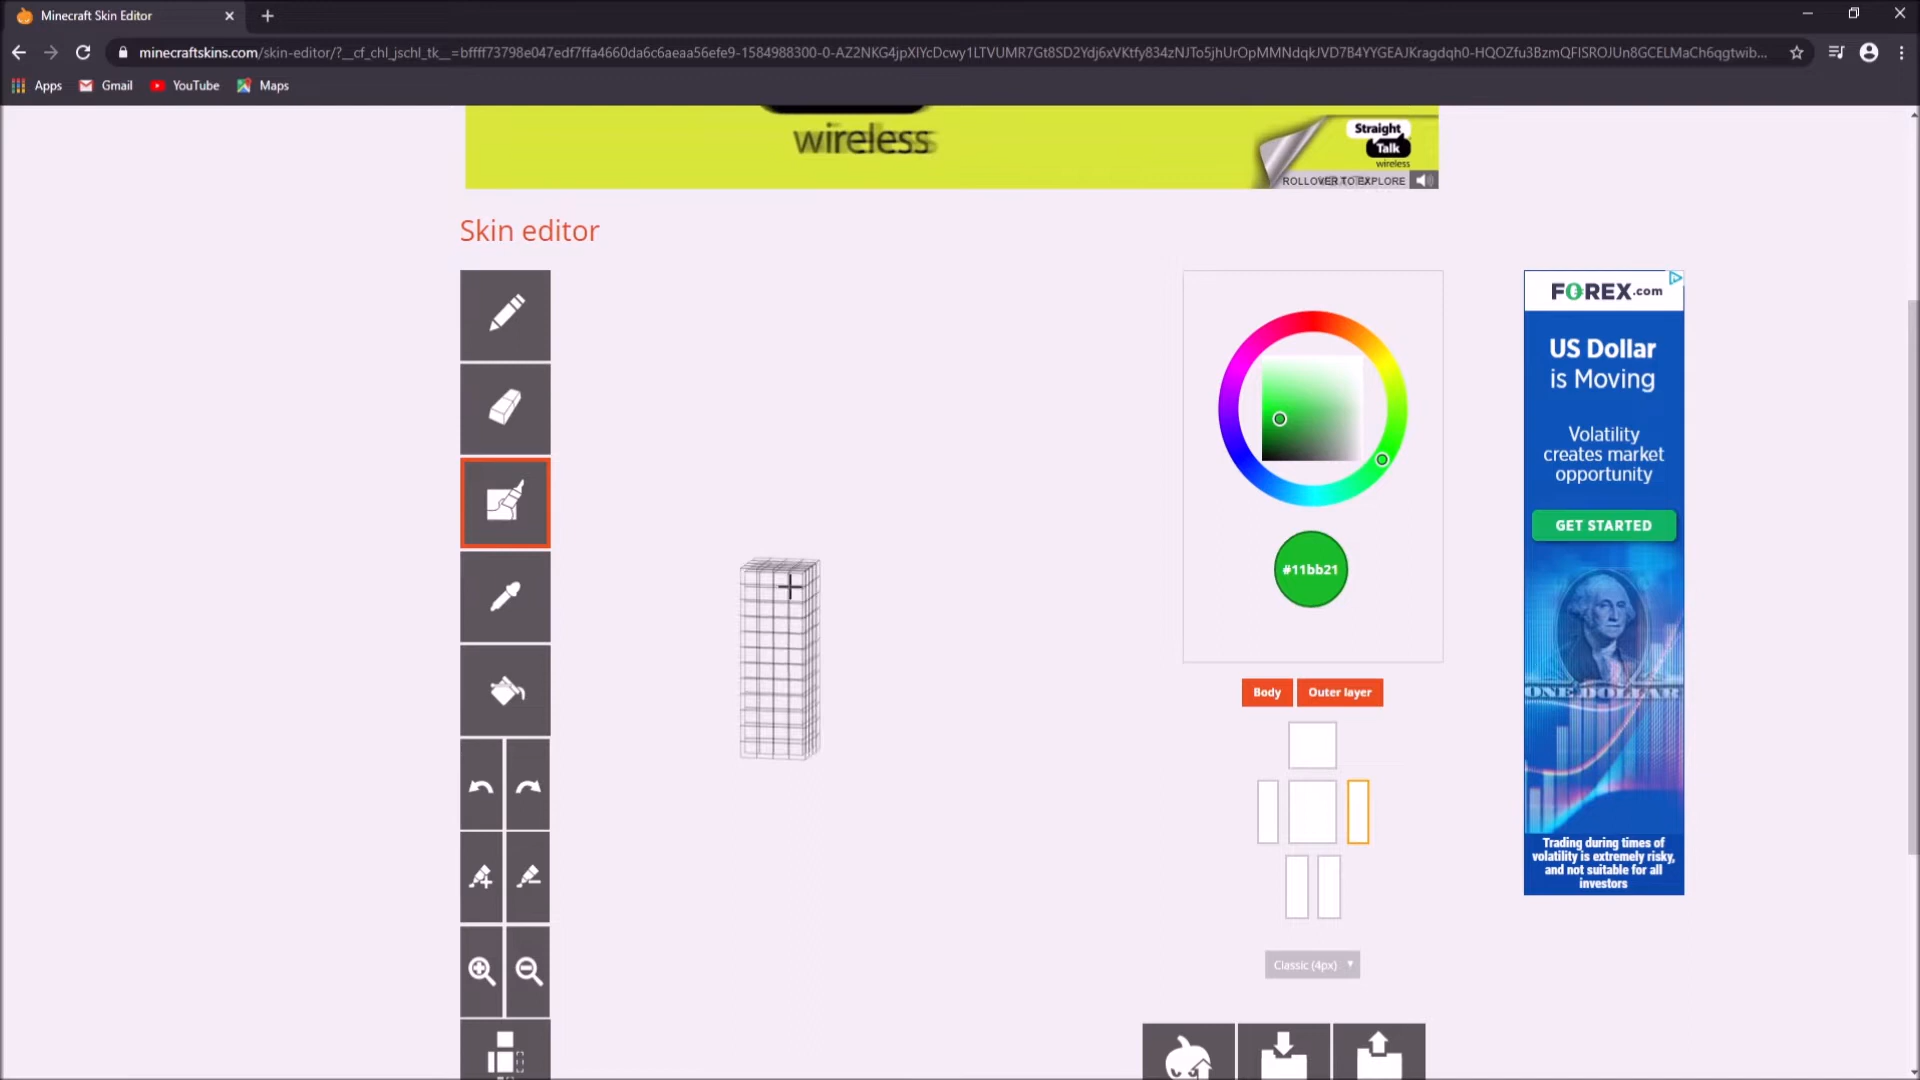 Minecraft Skin Editor
minecraftskins.com/skin-editor/?__cf_chl_jschl_tk__=bffff73798e047edf7ffa4660da6c6aeaa56efe9-1584988300-0-AZ2NKG4jpXIYcDcwy1LTVUMR7Gt8SD2Ydj6xVKtfy834zNJTo5jhUrOpMMNdqkJVD7B4YYGEAJKragdqh0-HQOZfu3BzmQFISROJUn8GCELMaCh6qgtwib...
Apps Gmail YouTube Maps
wireless
Straight
Talk
wireless
ROLLOVER TO EXPLORE
Skin editor
#11bb21
Body Outer layer
Classic (4px)
FOREX.com
US Dollar
is Moving
Volatility
creates market
opportunity
GET STARTED
ONE DOLLAR
Trading during times of
volatility is extremely risky,
and not suitable for all
investors